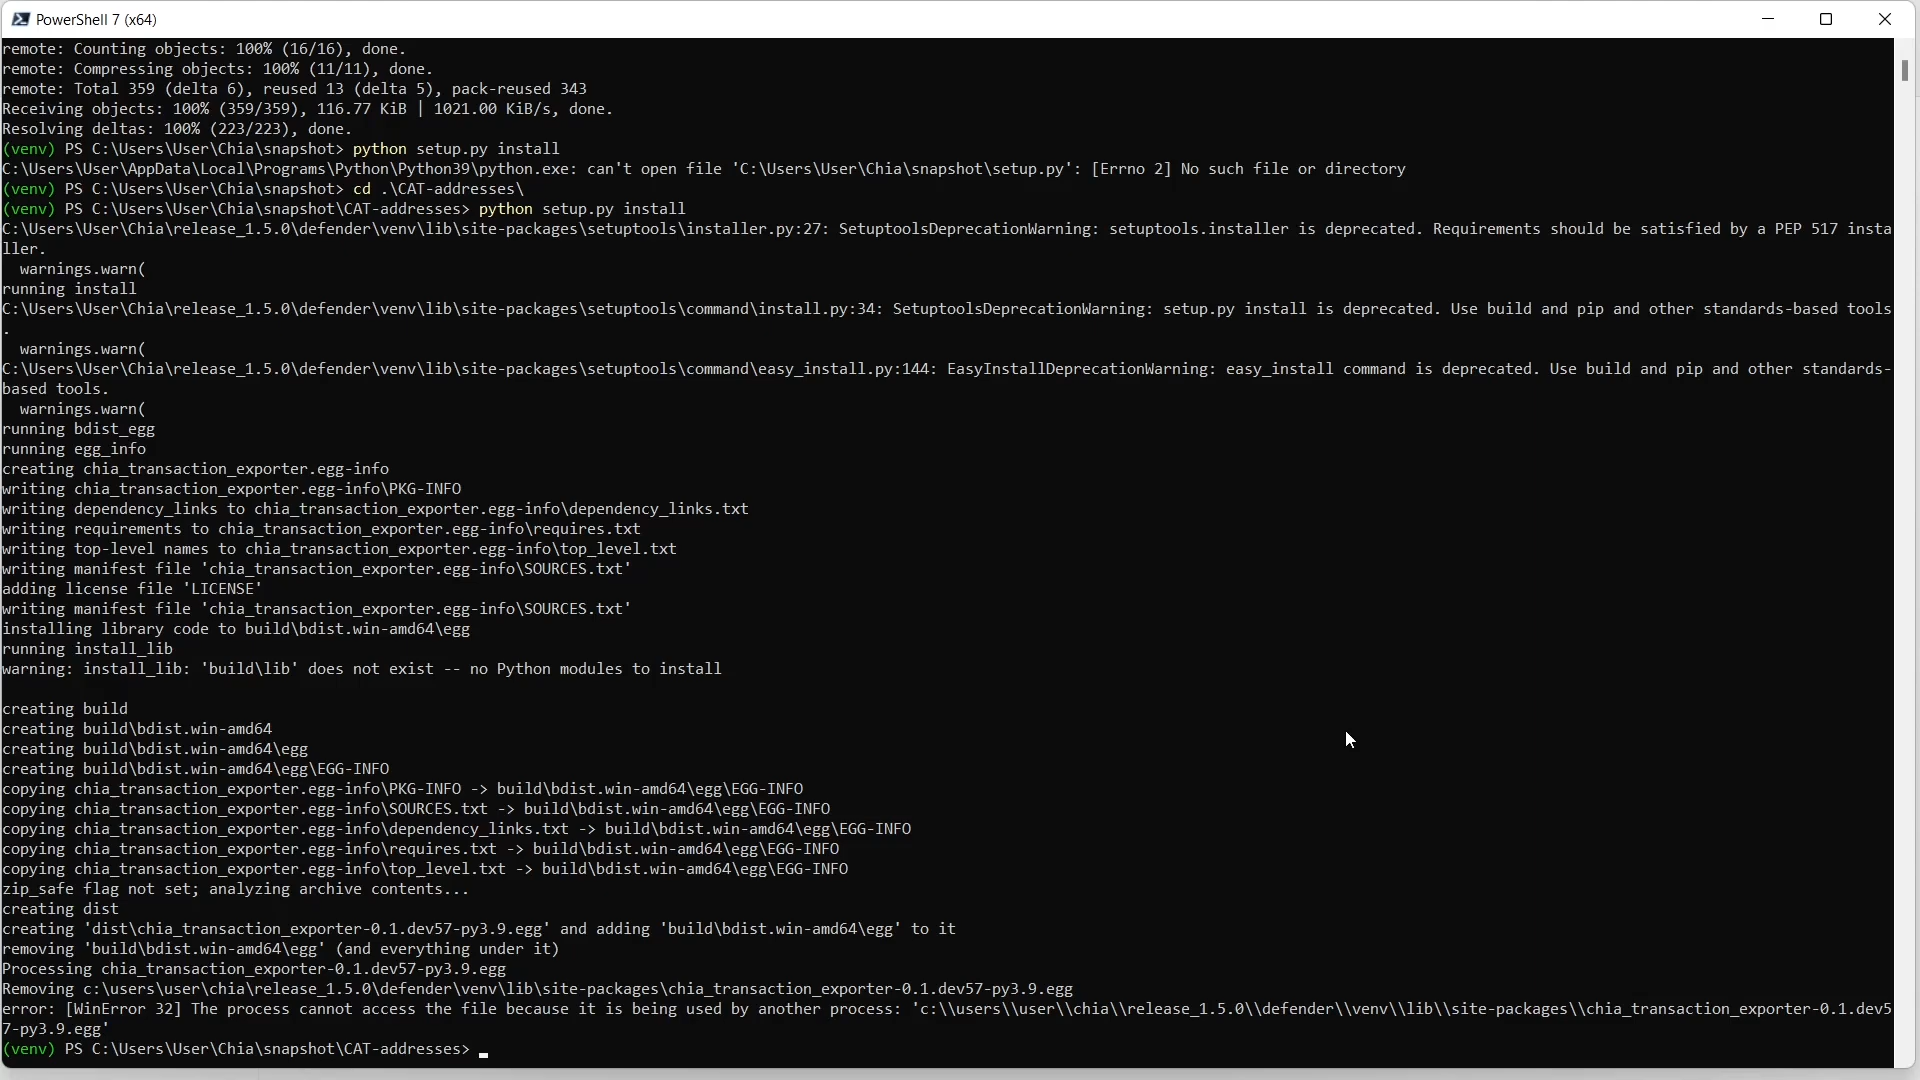 PowerShell 7 (x64)
remote: Counting objects: 100% (16/16), done.
remote: Compressing objects: 100% (11/11), done.
remote: Total 359 (delta 6), reused 13 (delta 5), pack-reused 343
Receiving objects: 100% (359/359), 116.77 KiB | 1021.00 KiB/s, done.
Resolving deltas: 100% (223/223), done.
(venv) PS C:\Users\User\Chia\snapshot> python setup.py install
C:\Users\User\AppData\Local\Programs\Python\Python39\python.exe: can't open file 'C:\Users\User\Chia\snapshot\setup.py': [Errno 2] No such file or directory
(venv) PS C:\Users\User\Chia\snapshot> cd .\CAT-addresses\
(venv) PS C:\Users\User\Chia\snapshot\CAT-addresses> python setup.py install
C:\Users\User\Chia\release_1.5.0\defender\venv\lib\site-packages\setuptools\installer.py:27: SetuptoolsDeprecationWarning: setuptools.installer is deprecated. Requirements should be satisfied by a PEP 517 insta
ller.
  warnings.warn(
running install
C:\Users\User\Chia\release_1.5.0\defender\venv\lib\site-packages\setuptools\command\install.py:34: SetuptoolsDeprecationWarning: setup.py install is deprecated. Use build and pip and other standards-based tools
.
  warnings.warn(
C:\Users\User\Chia\release_1.5.0\defender\venv\lib\site-packages\setuptools\command\easy_install.py:144: EasyInstallDeprecationWarning: easy_install command is deprecated. Use build and pip and other standards-
based tools.
  warnings.warn(
running bdist_egg
running egg_info
creating chia_transaction_exporter.egg-info
writing chia_transaction_exporter.egg-info\PKG-INFO
writing dependency_links to chia_transaction_exporter.egg-info\dependency_links.txt
writing requirements to chia_transaction_exporter.egg-info\requires.txt
writing top-level names to chia_transaction_exporter.egg-info\top_level.txt
writing manifest file 'chia_transaction_exporter.egg-info\SOURCES.txt'
adding license file 'LICENSE'
writing manifest file 'chia_transaction_exporter.egg-info\SOURCES.txt'
installing library code to build\bdist.win-amd64\egg
running install_lib
warning: install_lib: 'build\lib' does not exist -- no Python modules to install
creating build
creating build\bdist.win-amd64
creating build\bdist.win-amd64\egg
creating build\bdist.win-amd64\egg\EGG-INFO
copying chia_transaction_exporter.egg-info\PKG-INFO -> build\bdist.win-amd64\egg\EGG-INFO
copying chia_transaction_exporter.egg-info\SOURCES.txt -> build\bdist.win-amd64\egg\EGG-INFO
copying chia_transaction_exporter.egg-info\dependency_links.txt -> build\bdist.win-amd64\egg\EGG-INFO
copying chia_transaction_exporter.egg-info\requires.txt -> build\bdist.win-amd64\egg\EGG-INFO
copying chia_transaction_exporter.egg-info\top_level.txt -> build\bdist.win-amd64\egg\EGG-INFO
zip_safe flag not set; analyzing archive contents...
creating dist
creating 'dist\chia_transaction_exporter-0.1.dev57-py3.9.egg' and adding 'build\bdist.win-amd64\egg' to it
removing 'build\bdist.win-amd64\egg' (and everything under it)
Processing chia_transaction_exporter-0.1.dev57-py3.9.egg
Removing c:\users\user\chia\release_1.5.0\defender\venv\lib\site-packages\chia_transaction_exporter-0.1.dev57-py3.9.egg
error: [WinError 32] The process cannot access the file because it is being used by another process: 'c:\\users\\user\\chia\\release_1.5.0\\defender\\venv\\lib\\site-packages\\chia_transaction_exporter-0.1.dev5
7-py3.9.egg'
(venv) PS C:\Users\User\Chia\snapshot\CAT-addresses>